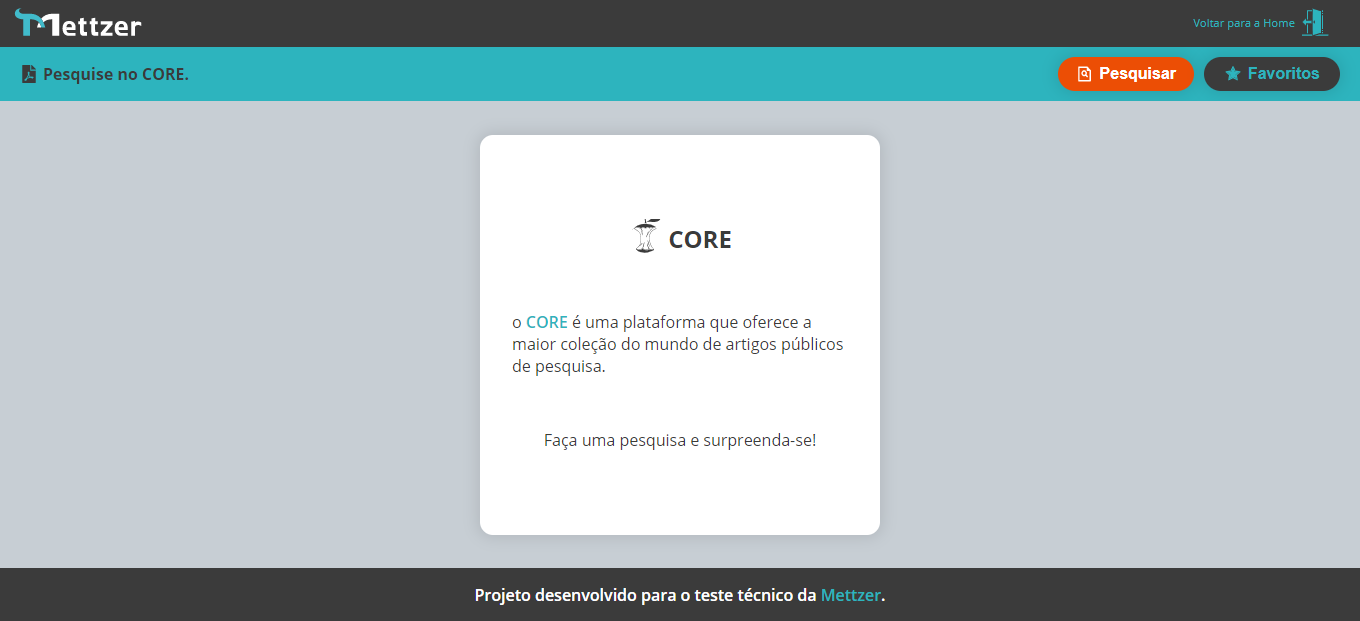 Mettzer
Voltar para a Home
Pesquise no CORE.
Pesquisar
Favoritos
CORE
o CORE é uma plataforma que oferece a
maior coleção do mundo de artigos públicos
de pesquisa.
Faça uma pesquisa e surpreenda-se!
Projeto desenvolvido para o teste técnico da Mettzer.